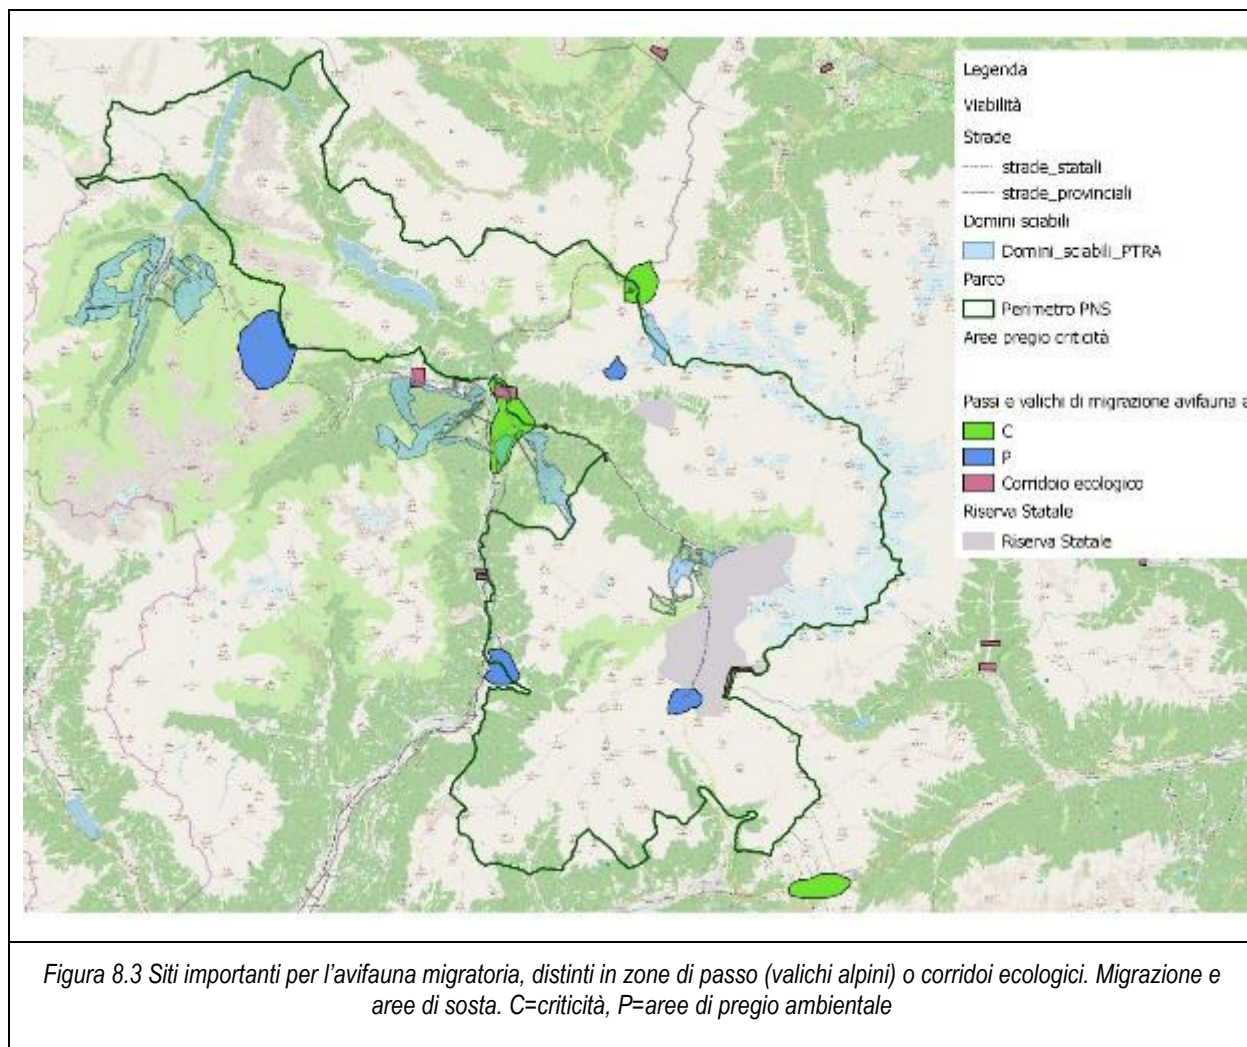 Legenda
Viabilità
Strade
strade_statali
strade_provinciali
Domini sciabili
Domini_sciabili_PTRA
Parco
Perimetro PNS
Aree pregio criticità
Passi e valichi di migrazione avifauna a
C
P
Corridoio ecologico
Riserva Statale
Riserva Statale
Figura 8.3 Siti importanti per l'avifauna migratoria, distinti in zone di passo (valichi alpini) o corridoi ecologici. Migrazione e
aree di sosta. C=criticità, P=aree di pregio ambientale